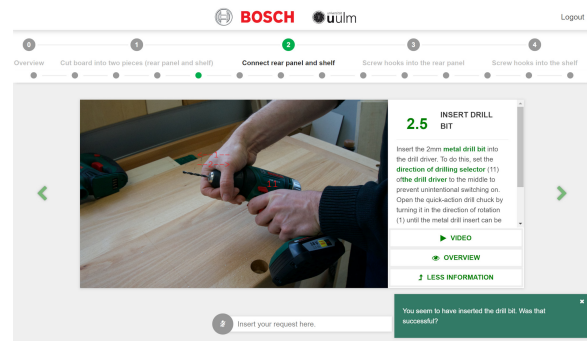 BOSCH
universität
uulm
Logout
0
1
2
3
4
Overview
Cut board into two pieces (rear panel and shelf)
Connect rear panel and shelf
Screw hooks into the rear panel
Screw hooks into the shelf
2.5
INSERT DRILL
BIT
Insert the 2mm metal drill bit into
the drill driver. To do this, set the
direction of drilling selector (11)
ofthe drill driver to the middle to
prevent unintentional switching on.
Open the quick-action drill chuck by
turning it in the direction of rotation
(1) until the metal drill insert can be
VIDEO
OVERVIEW
LESS INFORMATION
Insert your request here.
You seem to have inserted the drill bit. Was that
successful?